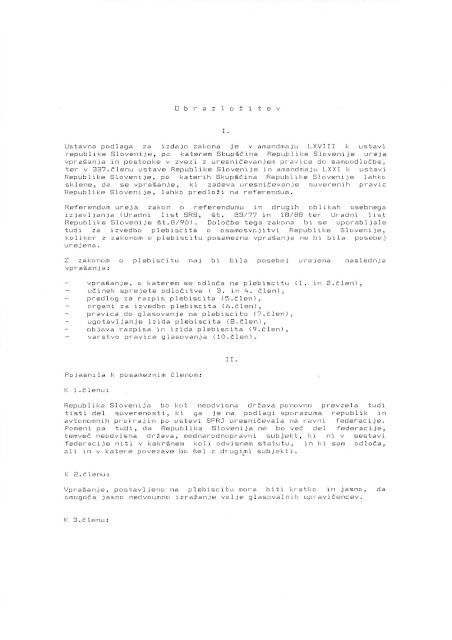 Obrazložitev
I.
Ustavna podlaga za izdajo zakona je v amandmaju LXVIII k ustavi
republike Slovenije, po katerem Skupščina Republike Slovenije ureja
vprašanja in postopke v zvezi z uresničevanjem pravice do samoodločbe,
ter v 337.členu ustave Republike Slovenije in amandmaju LXXI k ustavi
Republike Slovenije, po katerih Skupščina Republike Slovenije lahko
sklene, da se vprašanje, ki zadeva uresničevanje suverenih pravic
Republike Slovenije, lahko predloži na referendum.
Referendum ureja zakon o referendumu in drugih oblikah osebnega
izjavljanja (Uradni list SRS, št. 23/77 in 18/88 ter Uradni list
Republike Slovenije št.8/90). Določbe tega zakona bi se uporabljale
tudi za izvedbo plebiscita o osamosvojitvi Republike Slovenije,
kolikor z zakonom o plebiscitu posamezna vprašanja ne bi bila posebej
urejena.
Z zakonom o plebiscitu naj bi bila posebej urejena naslednja
vprašanja:
- vprašanje, o katerem se odloča na plebiscitu (1. in 2.člen),
- učinek sprejete odločitve ( 3. in 4. člen),
- predlog za razpis plebiscita (5.člen),
- organi za izvedbo plebiscita (6.člen),
- pravica do glasovanja na plebiscitu (7.člen),
- ugotavljanje izida plebiscita (8.člen),
- objava razpisa in izida plebiscita (9.člen),
- varstvo pravice glasovanja (10.člen).
II.
Pojasnila k posameznim členom:
K 1.členu:
Republika Slovenija bo kot neodvisna država ponovno prevzela tudi
tisti del suverenosti, ki ga je na podlagi sporazuma republik in
avtonomnih prokrajin po ustavi SFRJ uresničevala na ravni federacije.
Pomeni pa tudi, da Republika Slovenija ne bo več del federacije,
temveč neodvisna država, mednarodnopravni subjekt, ki ni v sestavi
federacije niti v kakršnem koli odvisnem statutu, in ki sam odloča,
ali in v katere povezave bo šel z drugimi subjekti.
K 2.členu:
Vprašanje, postavljeno na plebiscitu mora biti kratko in jasno, da
omogoča jasno nedvoumno izražanje volje glasovalnih upravičencev.
K 3.členu: